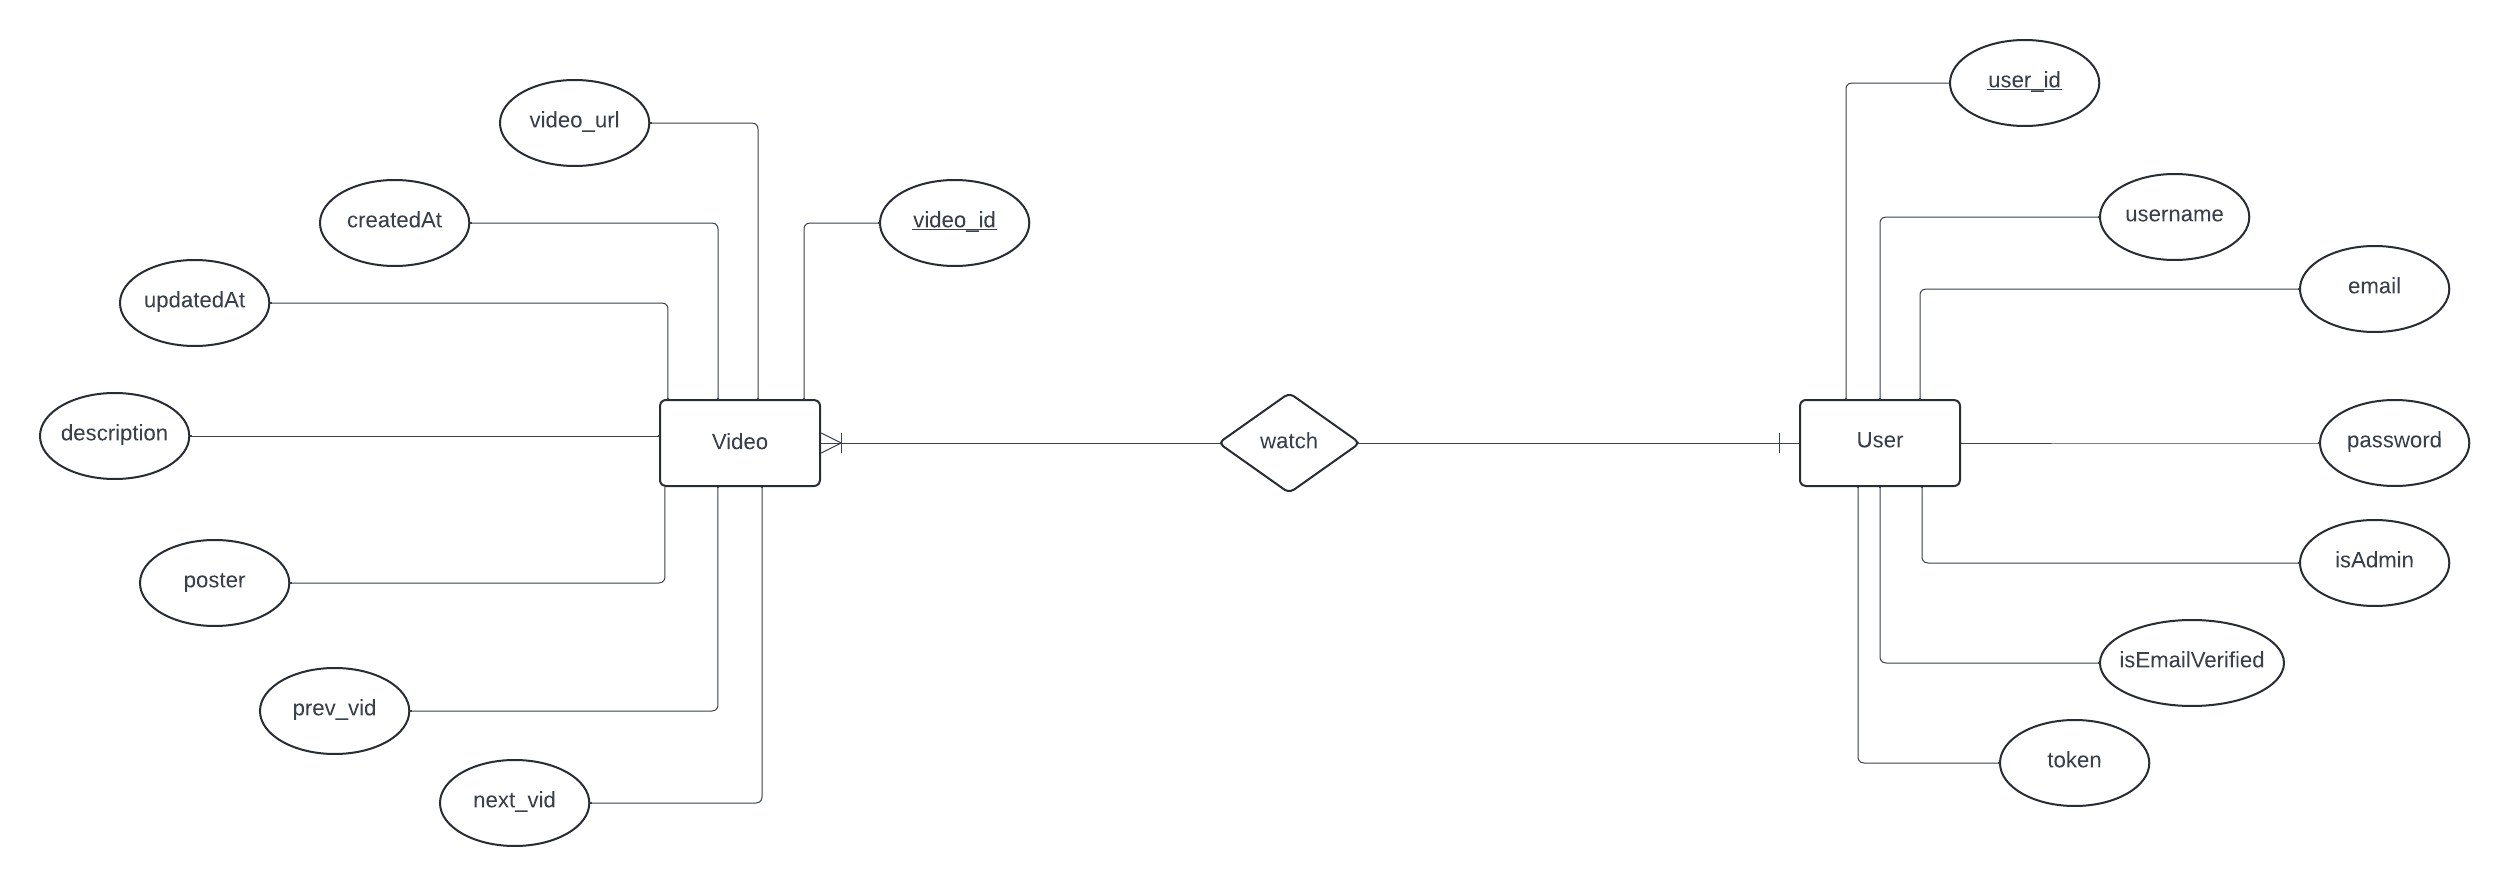 user_id
video_url
video_id
username
createdAt
email
updatedAt
description
Video
watch
User
password
isAdmin
poster
isEmailVerified
prev_vid
token
next_vid